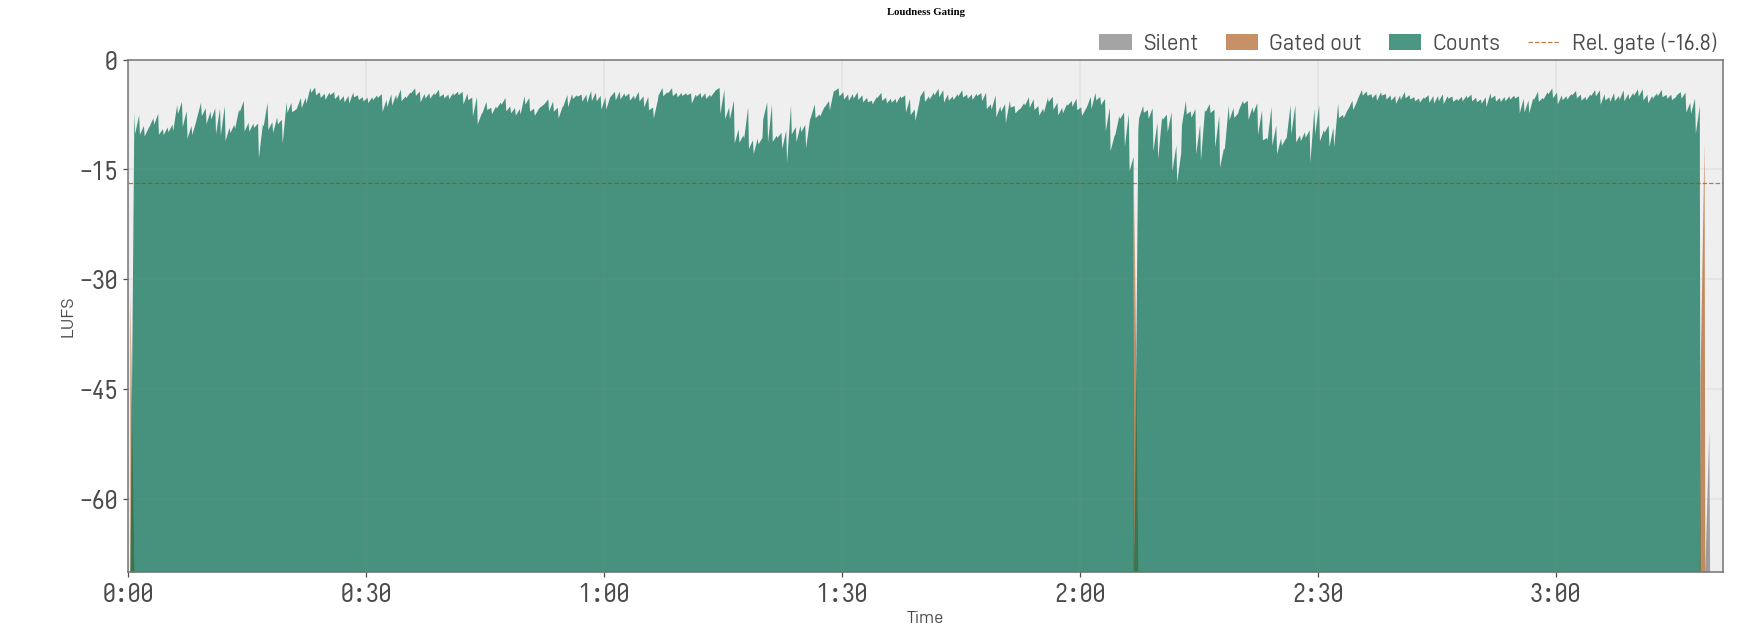 Loudness Gating
Silent Gated out Counts Rel. gate (-16.8)
0
-15
-30
-45
-60
LUFS
0:00 0:30 1:00 1:30 2:00 2:30 3:00
Time